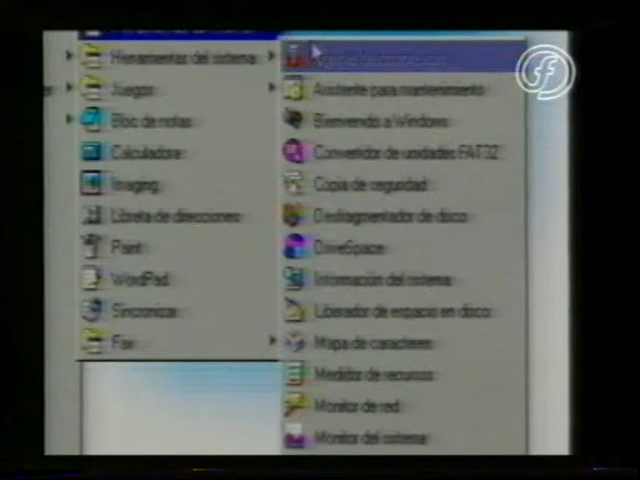 Herramientas del sistema
Juegos
Bloc de notas
Calculadora
Imaging
Libreta de direcciones
Paint
WordPad
Sincronizar
Fax
Asistente para mantenimiento
Bienvenido a Windows
Convertidor de unidades FAT32
Copia de seguridad
Desfragmentador de disco
DriveSpace
Información del sistema
Liberador de espacio en disco
Mapa de caracteres
Medidor de recursos
Monitor de red
Monitor del sistema
f